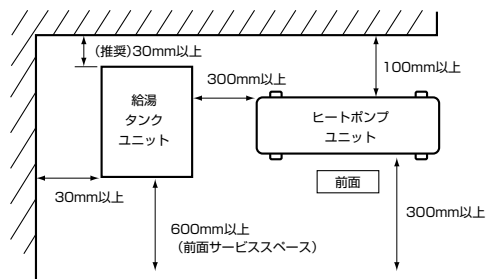 (推奨)30mm以上
300mm以上
100mm以上
給湯
タンク
ユニット
ヒートポンプ
ユニット
前面
30mm以上
300mm以上
600mm以上
(前面サービススペース)